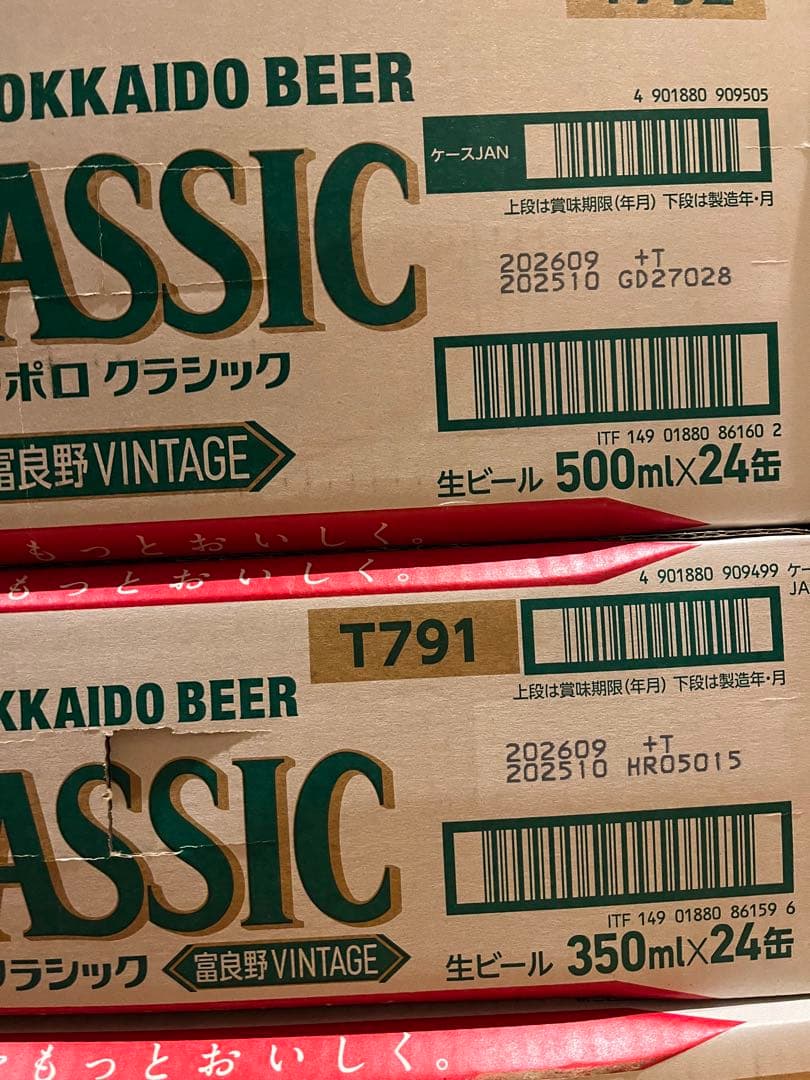 OKKAIDO BEER
4 901880 909505
ケースJAN
ASSIC
上段は賞味期限(年月) 下段は製造年・月
202609 +T
202510 GD27028
ポロ クラシック
ITF 149 01880 86160 2
富良野VINTAGE
生ビール 500ml×24缶
もっとおいしく。
もっとおいしく。
4 901880 909499 ケー
JA
T791
KKAIDO BEER
上段は賞味期限(年月) 下段は製造年・月
202609 +T
202510 HR05015
ASSIC
ITF 149 01880 86159 6
ラシック 富良野VINTAGE
生ビール 350ml×24缶
もっとおいしく。